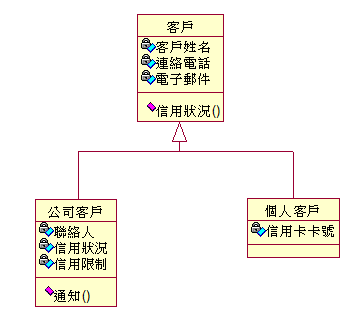 客戶
客戶姓名
連絡電話
電子郵件
信用狀況()
公司客戶
聯絡人
信用狀況
信用限制
通知()
個人客戶
信用卡卡號